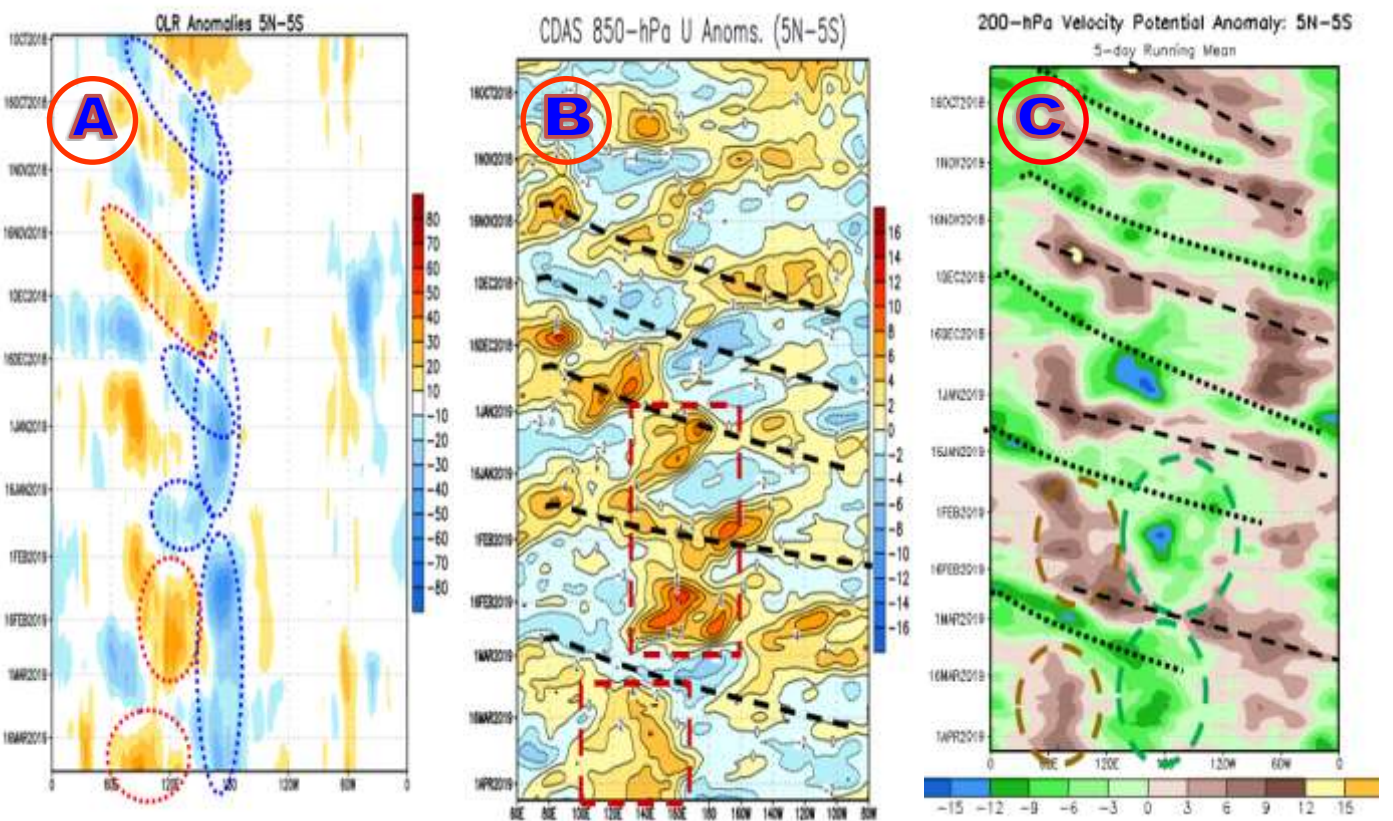 OLR Anomalies 5N-5S
A
1OCT2018
16OCT2018
1NOV2018
16NOV2018
1DEC2018
16DEC2018
1JAN2019
16JAN2019
1FEB2019
16FEB2019
1MAR2019
16MAR2019
0
60E
120E
180
120W
60W
0
80
70
60
50
40
30
20
10
-10
-20
-30
-40
-50
-60
-70
-80
CDAS 850-hPa U Anoms. (5N-5S)
B
16OCT2018
1NOV2018
16NOV2018
1DEC2018
16DEC2018
1JAN2019
16JAN2019
1FEB2019
16FEB2019
1MAR2019
16MAR2019
1APR2019
60E
80E
100E
120E
140E
160E
180
160W
140W
120W
100W
80W
16
14
12
10
8
6
4
2
0
-2
-4
-6
-8
-10
-12
-14
-16
200-hPa Velocity Potential Anomaly: 5N-5S
5-day Running Mean
C
16OCT2018
1NOV2018
16NOV2018
1DEC2018
16DEC2018
1JAN2019
16JAN2019
1FEB2019
16FEB2019
1MAR2019
16MAR2019
1APR2019
0
60E
120E
120W
60W
0
-15 -12 -9 -6 -3 0 3 6 9 12 15